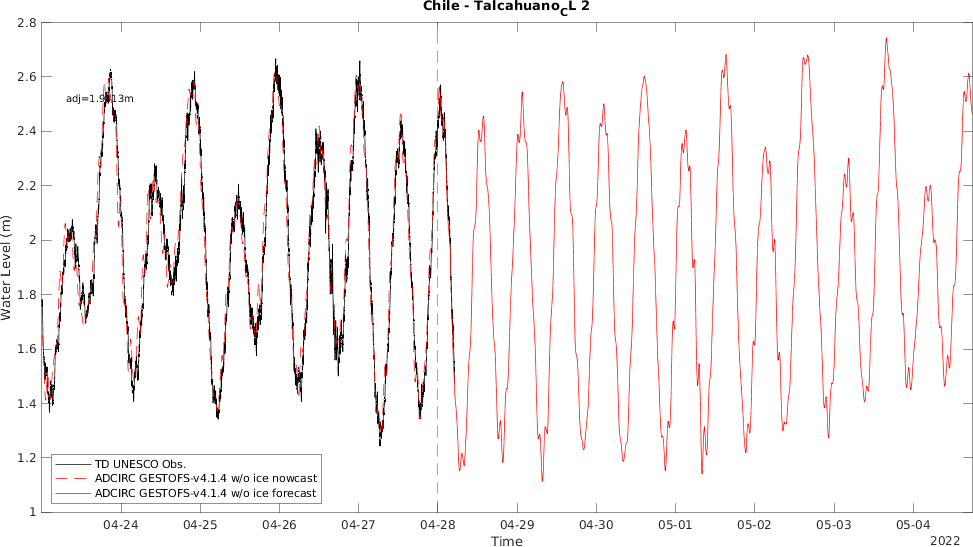 Chile - Talcahuano_CL 2
2.8
2.6
2.4
2.2
2
1.8
1.6
1.4
1.2
1
Water Level (m)
TD UNESCO Obs.
ADCIRC GESTOFS-v4.1.4 w/o ice nowcast
ADCIRC GESTOFS-v4.1.4 w/o ice forecast
04-24 04-25 04-26 04-27 04-28 04-29 04-30 05-01 05-02 05-03 05-04
Time
2022